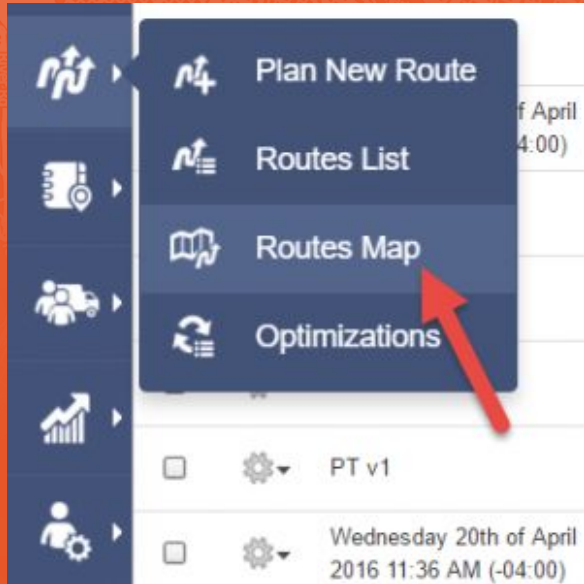 Plan New Route
f April
4:00)
Routes List
Routes Map
Optimizations
PT v1
Wednesday 20th of April
2016 11:36 AM (-04:00)